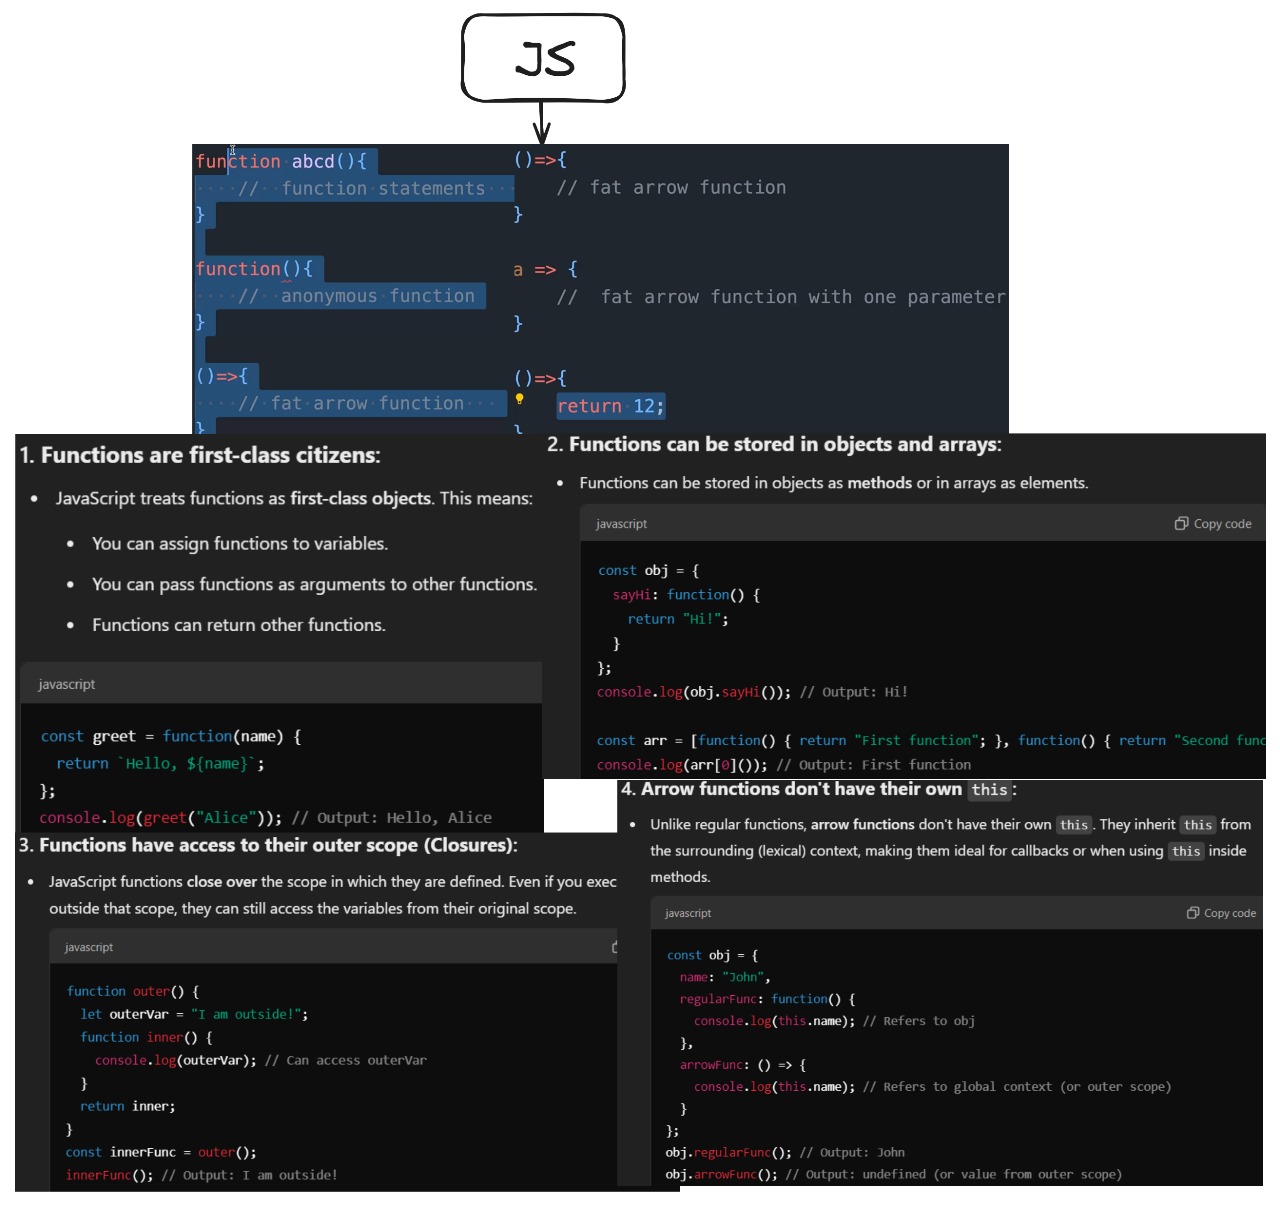 JS
function abcd(){
// function statements
}
function(){
// anonymous function
}
()=>{
// fat arrow function
}
()=>{
// fat arrow function
}
a => {
// fat arrow function with one parameter
}
()=>{
return 12;
}
1. Functions are first-class citizens:
• JavaScript treats functions as first-class objects. This means:
• You can assign functions to variables.
• You can pass functions as arguments to other functions.
• Functions can return other functions.
javascript
const greet = function(name) {
return `Hello, ${name}`;
};
console.log(greet("Alice")); // Output: Hello, Alice
2. Functions can be stored in objects and arrays:
• Functions can be stored in objects as methods or in arrays as elements.
javascript
Copy code
const obj = {
sayHi: function() {
return "Hi!";
}
};
console.log(obj.sayHi()); // Output: Hi!
const arr = [function() { return "First function"; }, function() { return "Second func
console.log(arr[0]()); // Output: First function
3. Functions have access to their outer scope (Closures):
• JavaScript functions close over the scope in which they are defined. Even if you exec
outside that scope, they can still access the variables from their original scope.
javascript
function outer() {
let outerVar = "I am outside!";
function inner() {
console.log(outerVar); // Can access outerVar
}
return inner;
}
const innerFunc = outer();
innerFunc(); // Output: I am outside!
4. Arrow functions don't have their own this:
• Unlike regular functions, arrow functions don't have their own this. They inherit this from
the surrounding (lexical) context, making them ideal for callbacks or when using this inside
methods.
javascript
Copy code
const obj = {
name: "John",
regularFunc: function() {
console.log(this.name); // Refers to obj
},
arrowFunc: () => {
console.log(this.name); // Refers to global context (or outer scope)
}
};
obj.regularFunc(); // Output: John
obj.arrowFunc(); // Output: undefined (or value from outer scope)